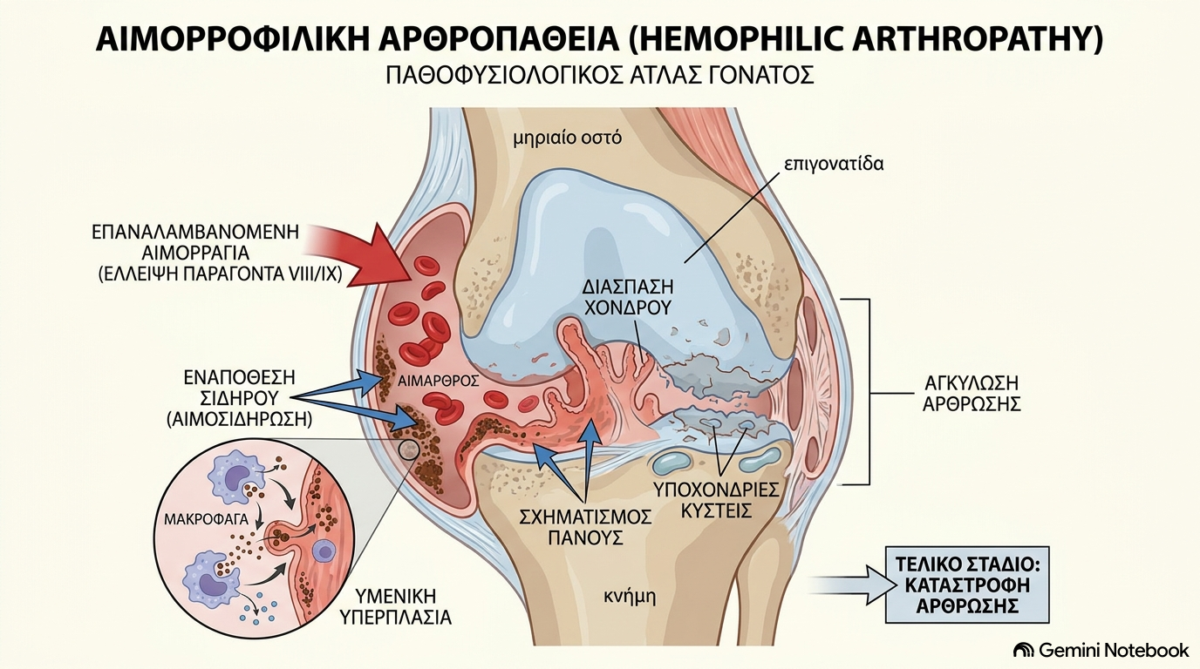 ΑΙΜΟΡΡΟΦΙΛΙΚΗ ΑΡΘΡΟΠΑΘΕΙΑ (HEMOPHILIC ARTHROPATHY)
ΠΑΘΟΦΥΣΙΟΛΟΓΙΚΟΣ ΑΤΛΑΣ ΓΟΝΑΤΟΣ
μηριαίο οστό
επιγονατίδα
ΕΠΑΝΑΛΑΜΒΑΝΟΜΕΝΗ
ΑΙΜΟΡΡΑΓΙΑ
(ΕΛΛΕΙΨΗ ΠΑΡΑΓΟΝΤΑ VIII/IX)
ΔΙΑΣΠΑΣΗ
ΧΟΝΔΡΟΥ
ΕΝΑΠΟΘΕΣΗ
ΣΙΔΗΡΟΥ
(ΑΙΜΟΣΙΔΗΡΩΣΗ)
ΑΙΜΑΡΘΡΟΣ
ΑΓΚΥΛΩΣΗ
ΑΡΘΡΩΣΗΣ
ΜΑΚΡΟΦΑΓΑ
ΣΧΗΜΑΤΙΣΜΟΣ
ΠΑΝΟΥΣ
ΥΠΟΧΟΝΔΡΙΕΣ
ΚΥΣΤΕΙΣ
ΥΜΕΝΙΚΗ
ΥΠΕΡΠΛΑΣΙΑ
κνήμη
ΤΕΛΙΚΟ ΣΤΑΔΙΟ:
ΚΑΤΑΣΤΡΟΦΗ
ΑΡΘΡΩΣΗΣ
Gemini Notebook